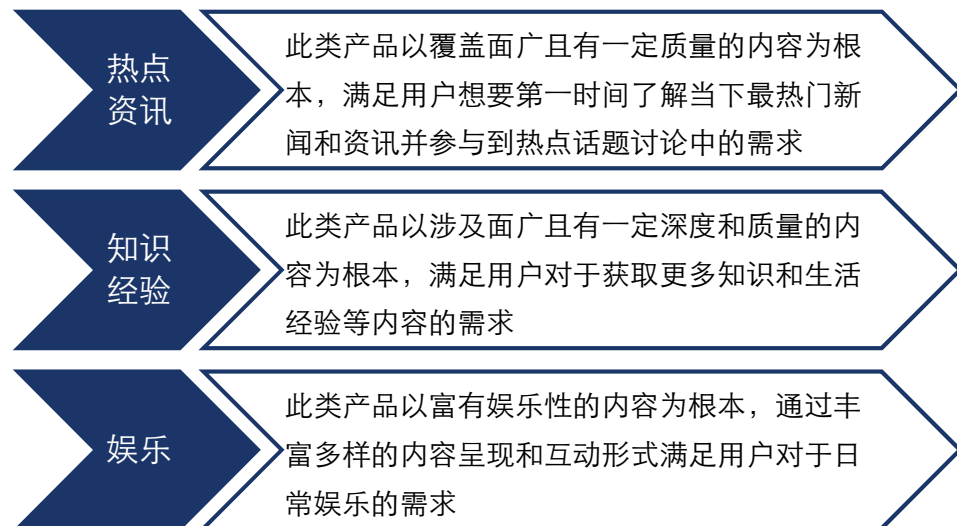 热点
资讯
此类产品以覆盖面广且有一定质量的内容为根
本，满足用户想要第一时间了解当下最热门新
闻和资讯并参与到热点话题讨论中的需求
知识
经验
此类产品以涉及面广且有一定深度和质量的内
容为根本，满足用户对于获取更多知识和生活
经验等内容的需求
娱乐
此类产品以富有娱乐性的内容为根本，通过丰
富多样的内容呈现和互动形式满足用户对于日
常娱乐的需求